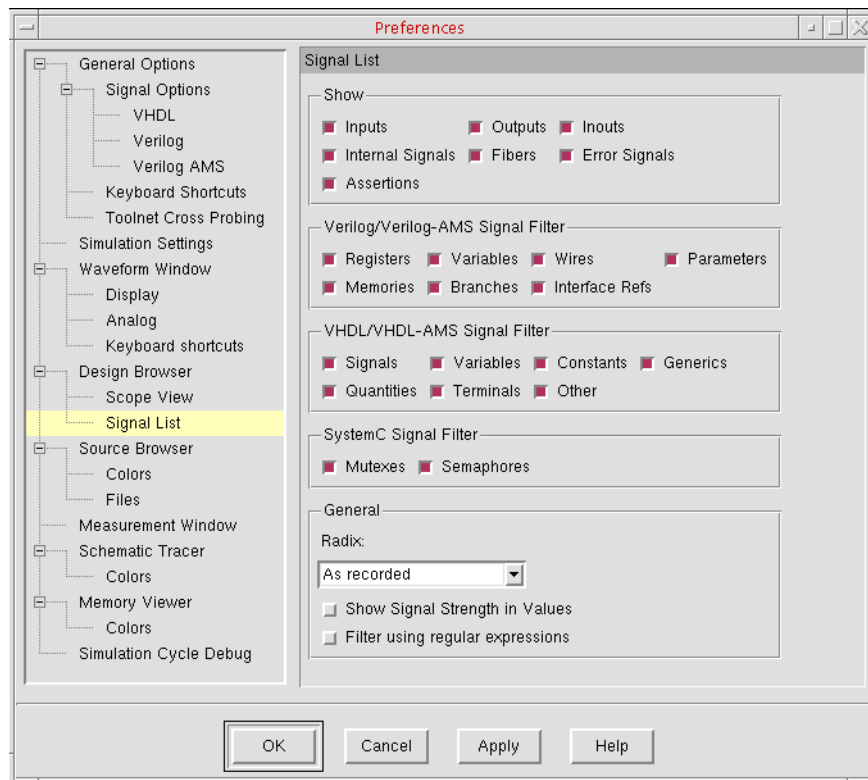 Preferences
General Options
Signal Options
VHDL
Verilog
Verilog AMS
Keyboard Shortcuts
Toolnet Cross Probing
Simulation Settings
Waveform Window
Display
Analog
Keyboard shortcuts
Design Browser
Scope View
Signal List
Source Browser
Colors
Files
Measurement Window
Schematic Tracer
Colors
Memory Viewer
Colors
Simulation Cycle Debug
Signal List
Show
Inputs Outputs Inouts
Internal Signals Fibers Error Signals
Assertions
Verilog/Verilog-AMS Signal Filter
Registers Variables Wires Parameters
Memories Branches Interface Refs
VHDL/VHDL-AMS Signal Filter
Signals Variables Constants Generics
Quantities Terminals Other
SystemC Signal Filter
Mutexes Semaphores
General
Radix:
As recorded
Show Signal Strength in Values
Filter using regular expressions
OK Cancel Apply Help